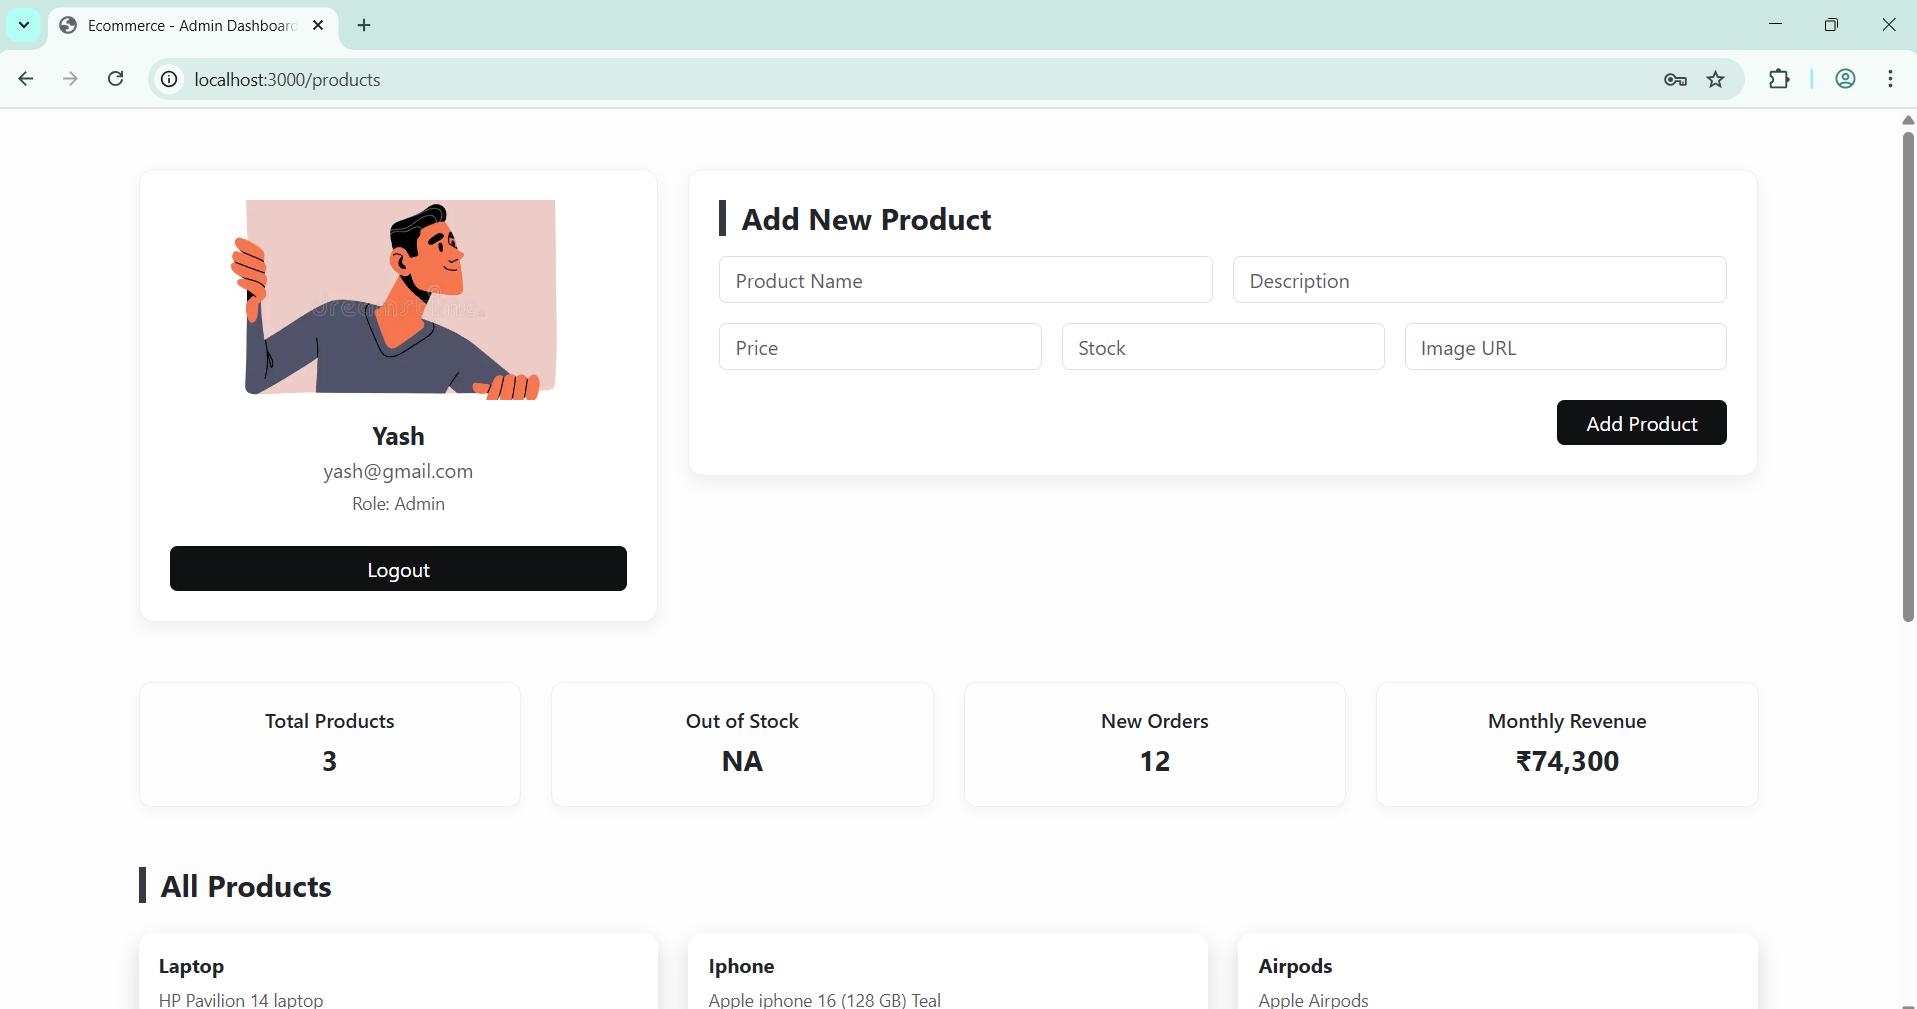 Ecommerce - Admin Dashboard
localhost:3000/products
dreamstime.
Yash
yash@gmail.com
Role: Admin
Logout
Add New Product
Product Name
Description
Price
Stock
Image URL
Add Product
Total Products
3
Out of Stock
NA
New Orders
12
Monthly Revenue
₹74,300
All Products
Laptop
HP Pavilion 14 laptop
Iphone
Apple iphone 16 (128 GB) Teal
Airpods
Apple Airpods